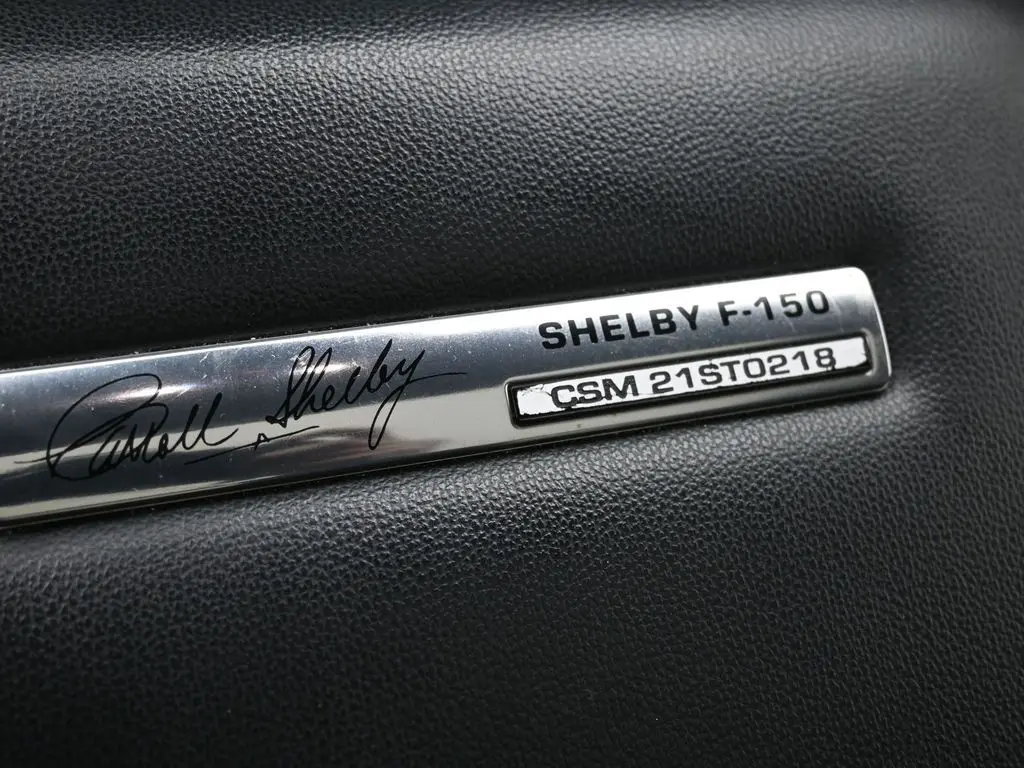 Carroll Shelby
SHELBY F-150
CSM 21ST0218